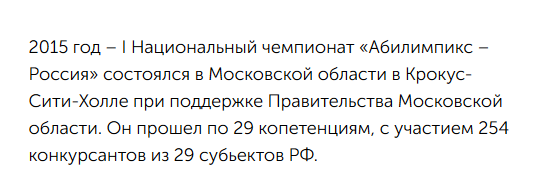 2015 год – I Национальный чемпионат «Абилимпикс –
Россия» состоялся в Московской области в Крокус-
Сити-Холле при поддержке Правительства Московской
области. Он прошел по 29 копетенциям, с участием 254
конкурсантов из 29 субьектов РФ.